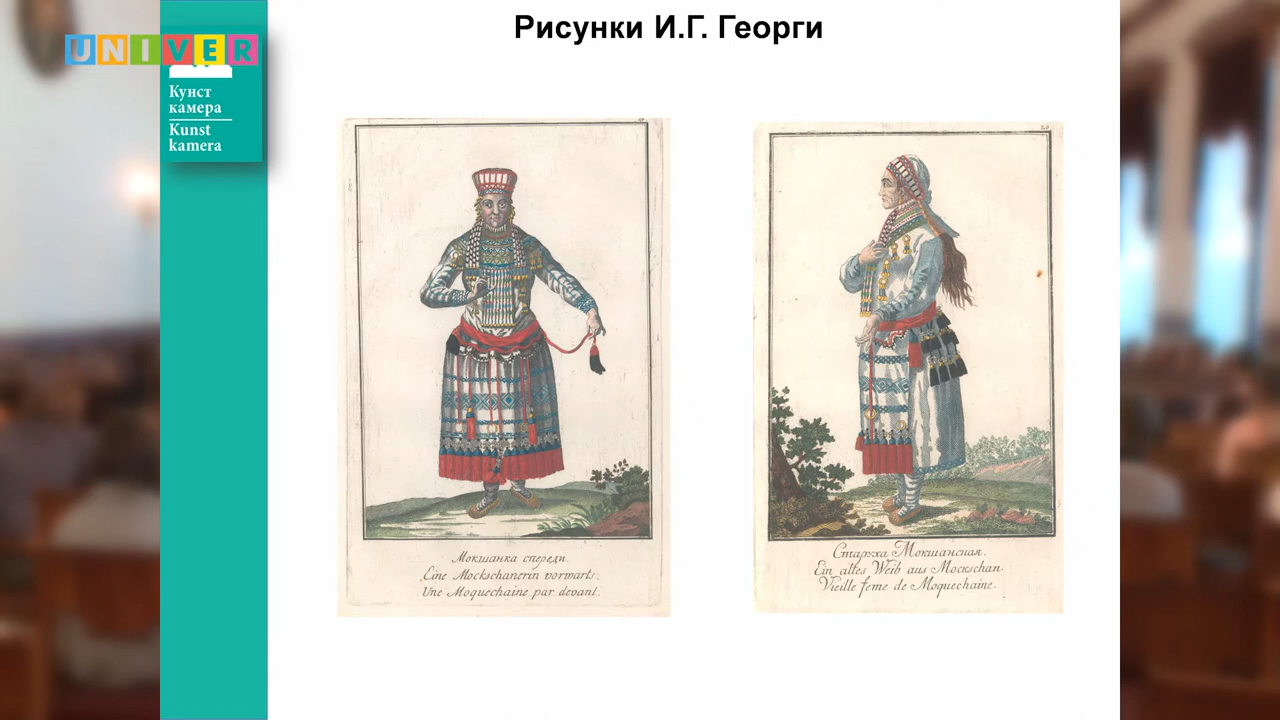 Рисунки И.Г. Георги
UNIVER
Кунст
камера
Kunst
kamera
Мокшанка спереди.
Eine Mockschanerin vorwarts.
Une Moquechaine par devant.
Старуха Мокшанская.
Ein altes Weib aus Mockschan.
Vieille feme de Moquechaine.